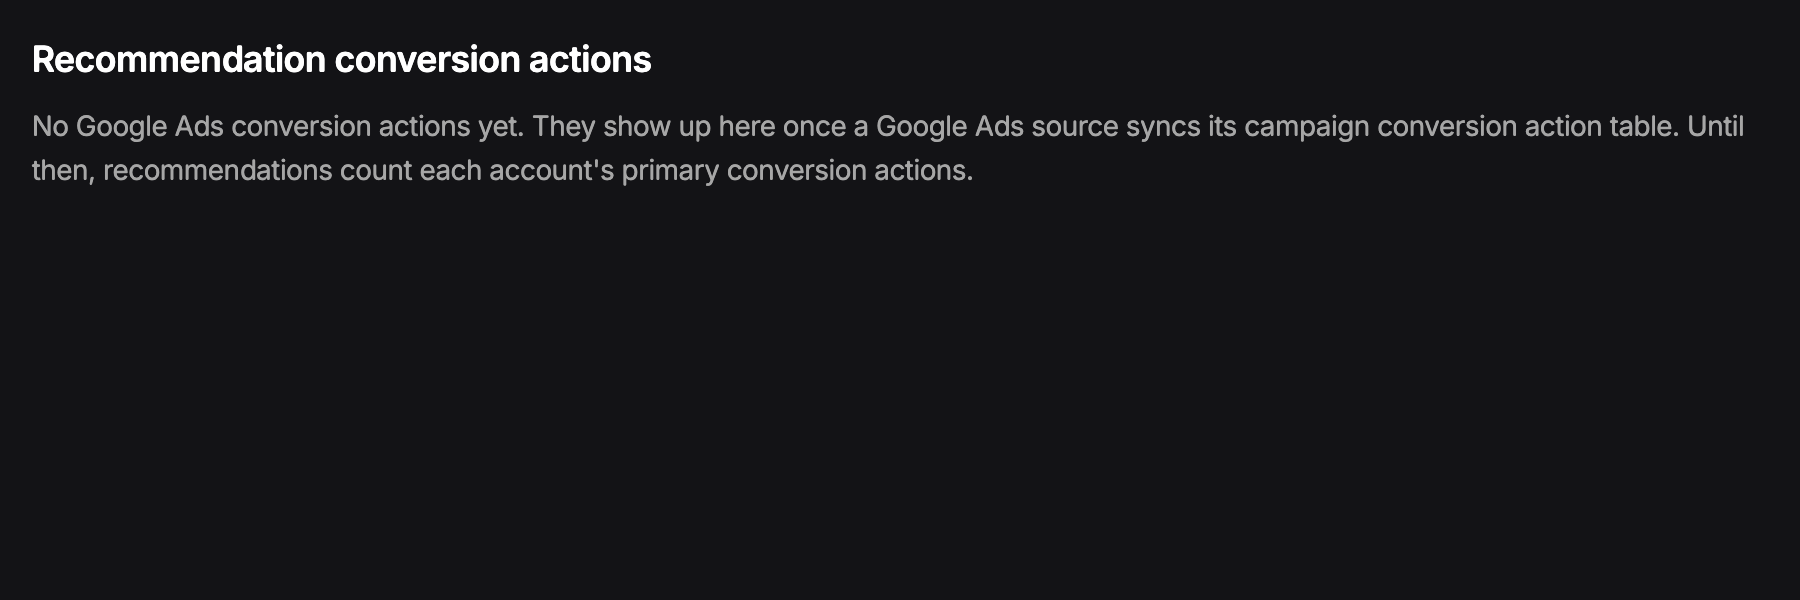 Recommendation conversion actions
No Google Ads conversion actions yet. They show up here once a Google Ads source syncs its campaign conversion action table. Until
then, recommendations count each account's primary conversion actions.